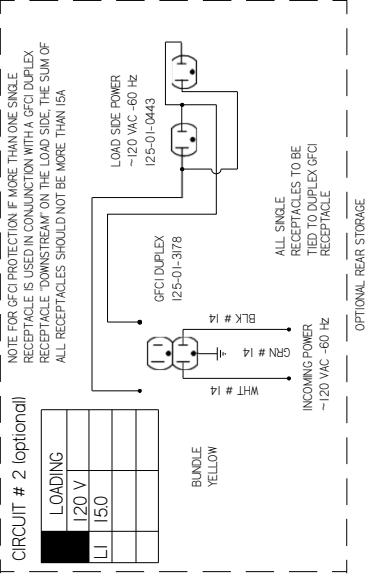 CIRCUIT # 2 (optional)
NOTE FOR GFCI PROTECTION IF MORE THAN ONE SINGLE
RECEPTACLE IS USED IN CONJUNCTION WITH A GFCI DUPLEX
RECEPTACLE "DOWNSTREAM" ON THE LOAD SIDE, THE SUM OF
ALL RECEPTACLES SHOULD NOT BE MORE THAN 15A
LOADING
120 V
L1 15.0
GFCI DUPLEX
125-01-3178
LOAD SIDE POWER
~120 VAC -60 Hz
125-01-0443
BUNDLE
YELLOW
WHT # 14
GRN # 14
BLK # 14
INCOMING POWER
~120 VAC -60 Hz
ALL SINGLE
RECEPTACLES TO BE
TIED TO DUPLEX GFCI
RECEPTACLE
OPTIONAL REAR STORAGE